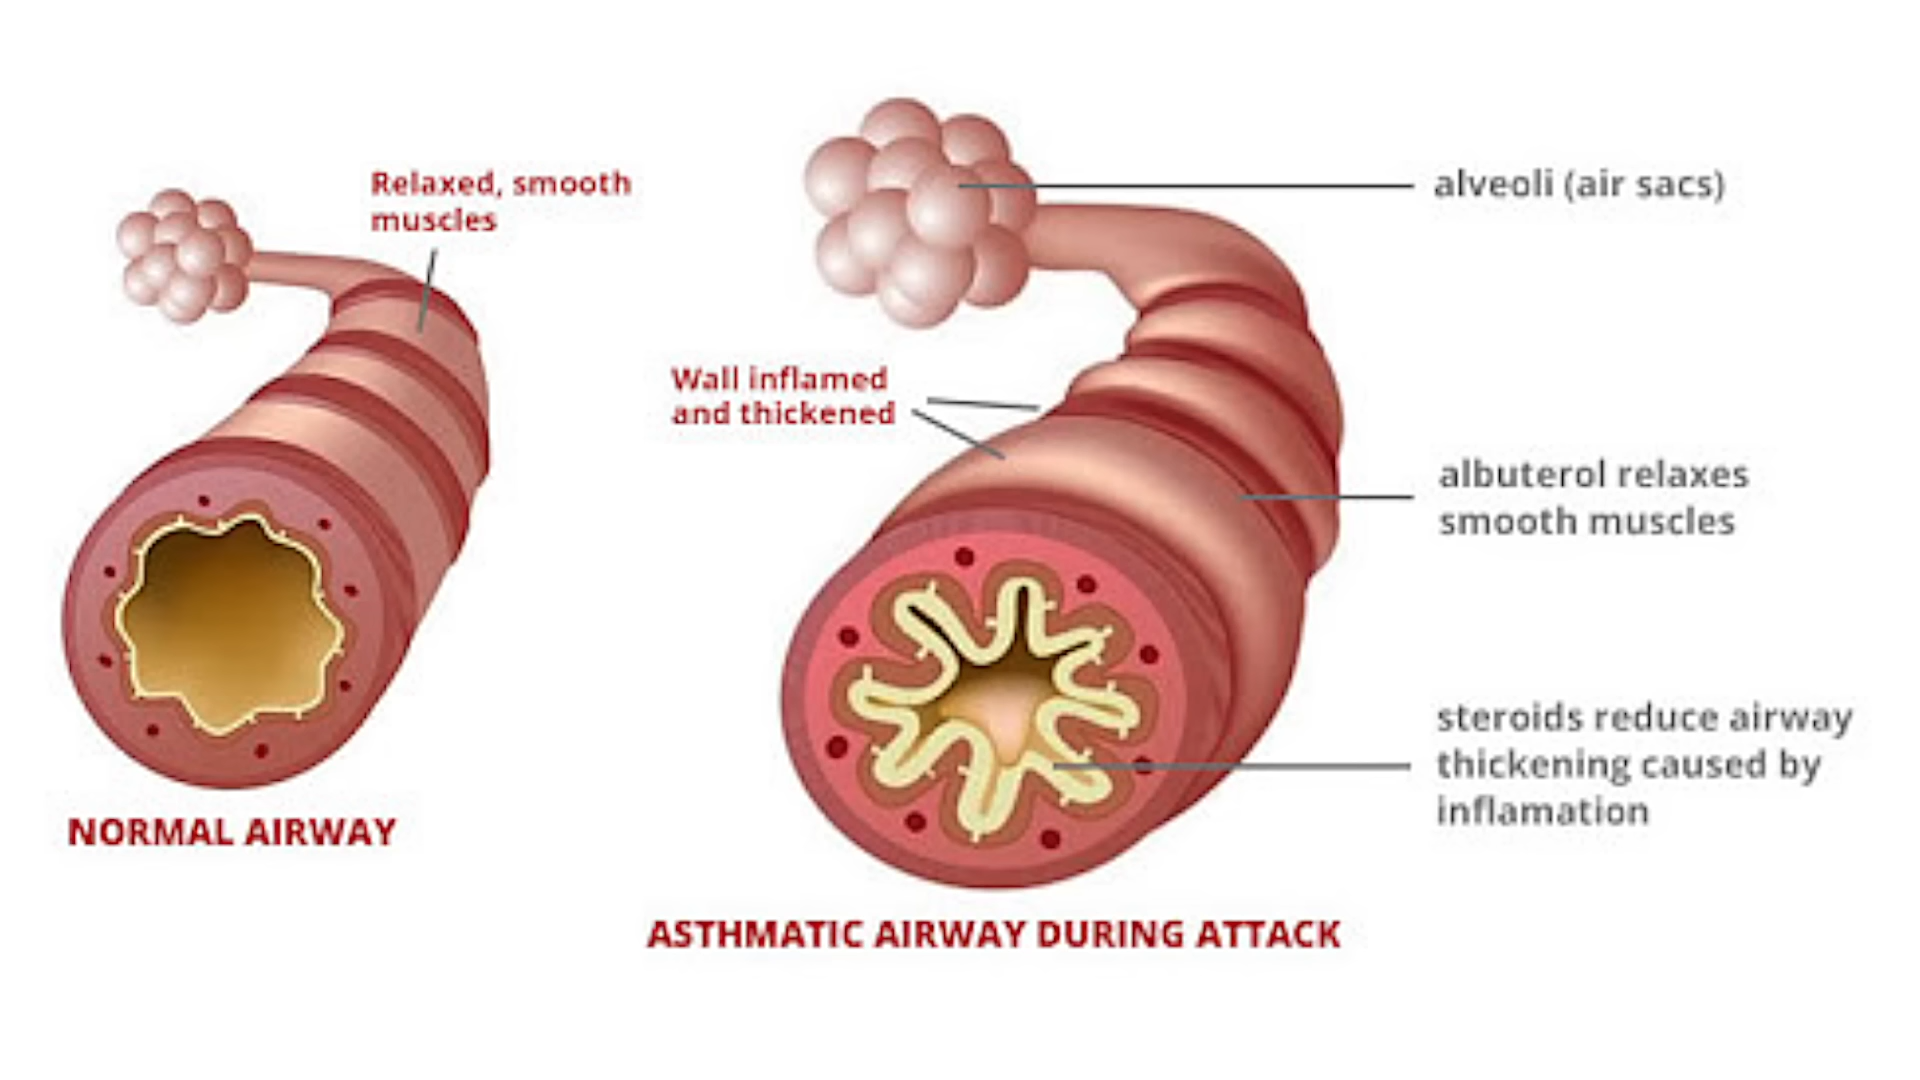 Relaxed, smooth
muscles
NORMAL AIRWAY
Wall inflamed
and thickened
ASTHMATIC AIRWAY DURING ATTACK
alveoli (air sacs)
albuterol relaxes
smooth muscles
steroids reduce airway
thickening caused by
inflamation